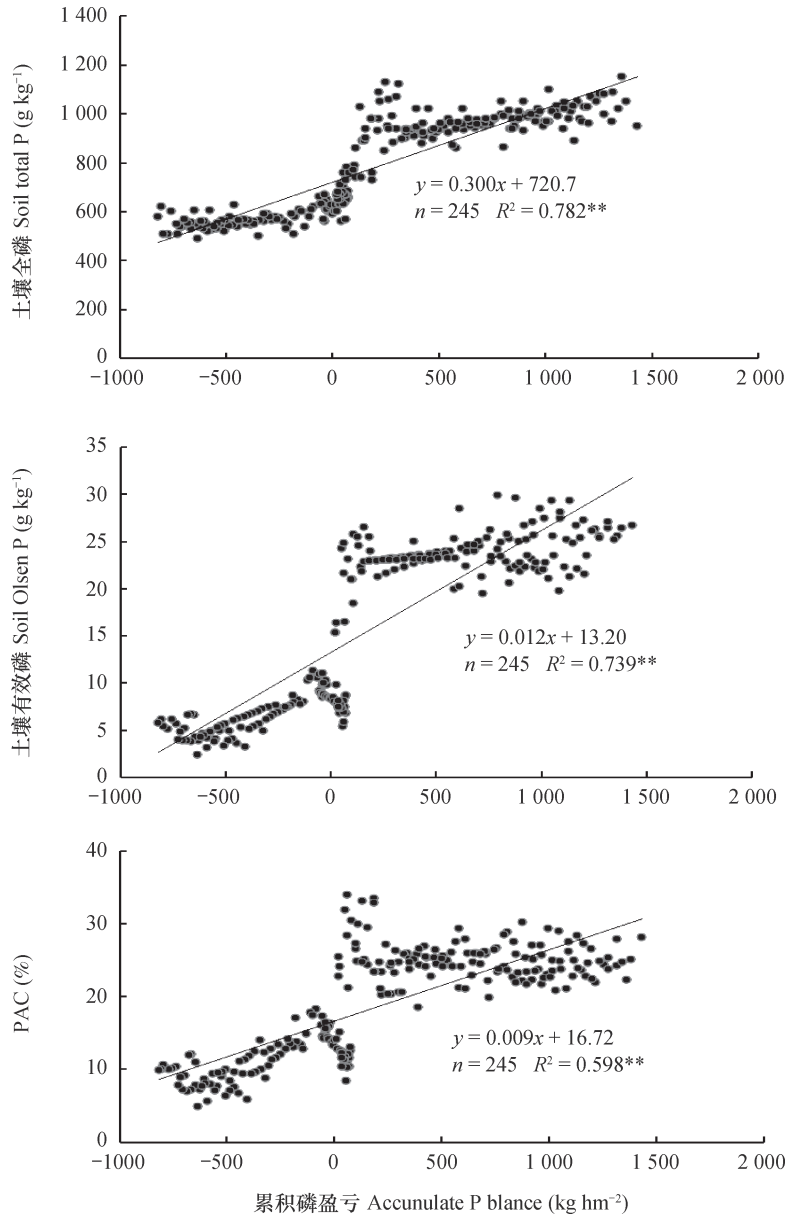 1 400
1 200
1 000
800
600
400
200
0
土壤全磷 Soil total P (g kg⁻¹)
y = 0.300x + 720.7
n = 245 R² = 0.782**
−1000 −500 0 500 1 000 1 500 2 000
35
30
25
20
15
10
5
0
土壤有效磷 Soil Olsen P (g kg⁻¹)
y = 0.012x + 13.20
n = 245 R² = 0.739**
−1000 −500 0 500 1 000 1 500 2 000
40
30
20
10
0
PAC (%)
y = 0.009x + 16.72
n = 245 R² = 0.598**
−1000 −500 0 500 1 000 1 500 2 000
累积磷盈亏 Accunulate P blance (kg hm⁻²)